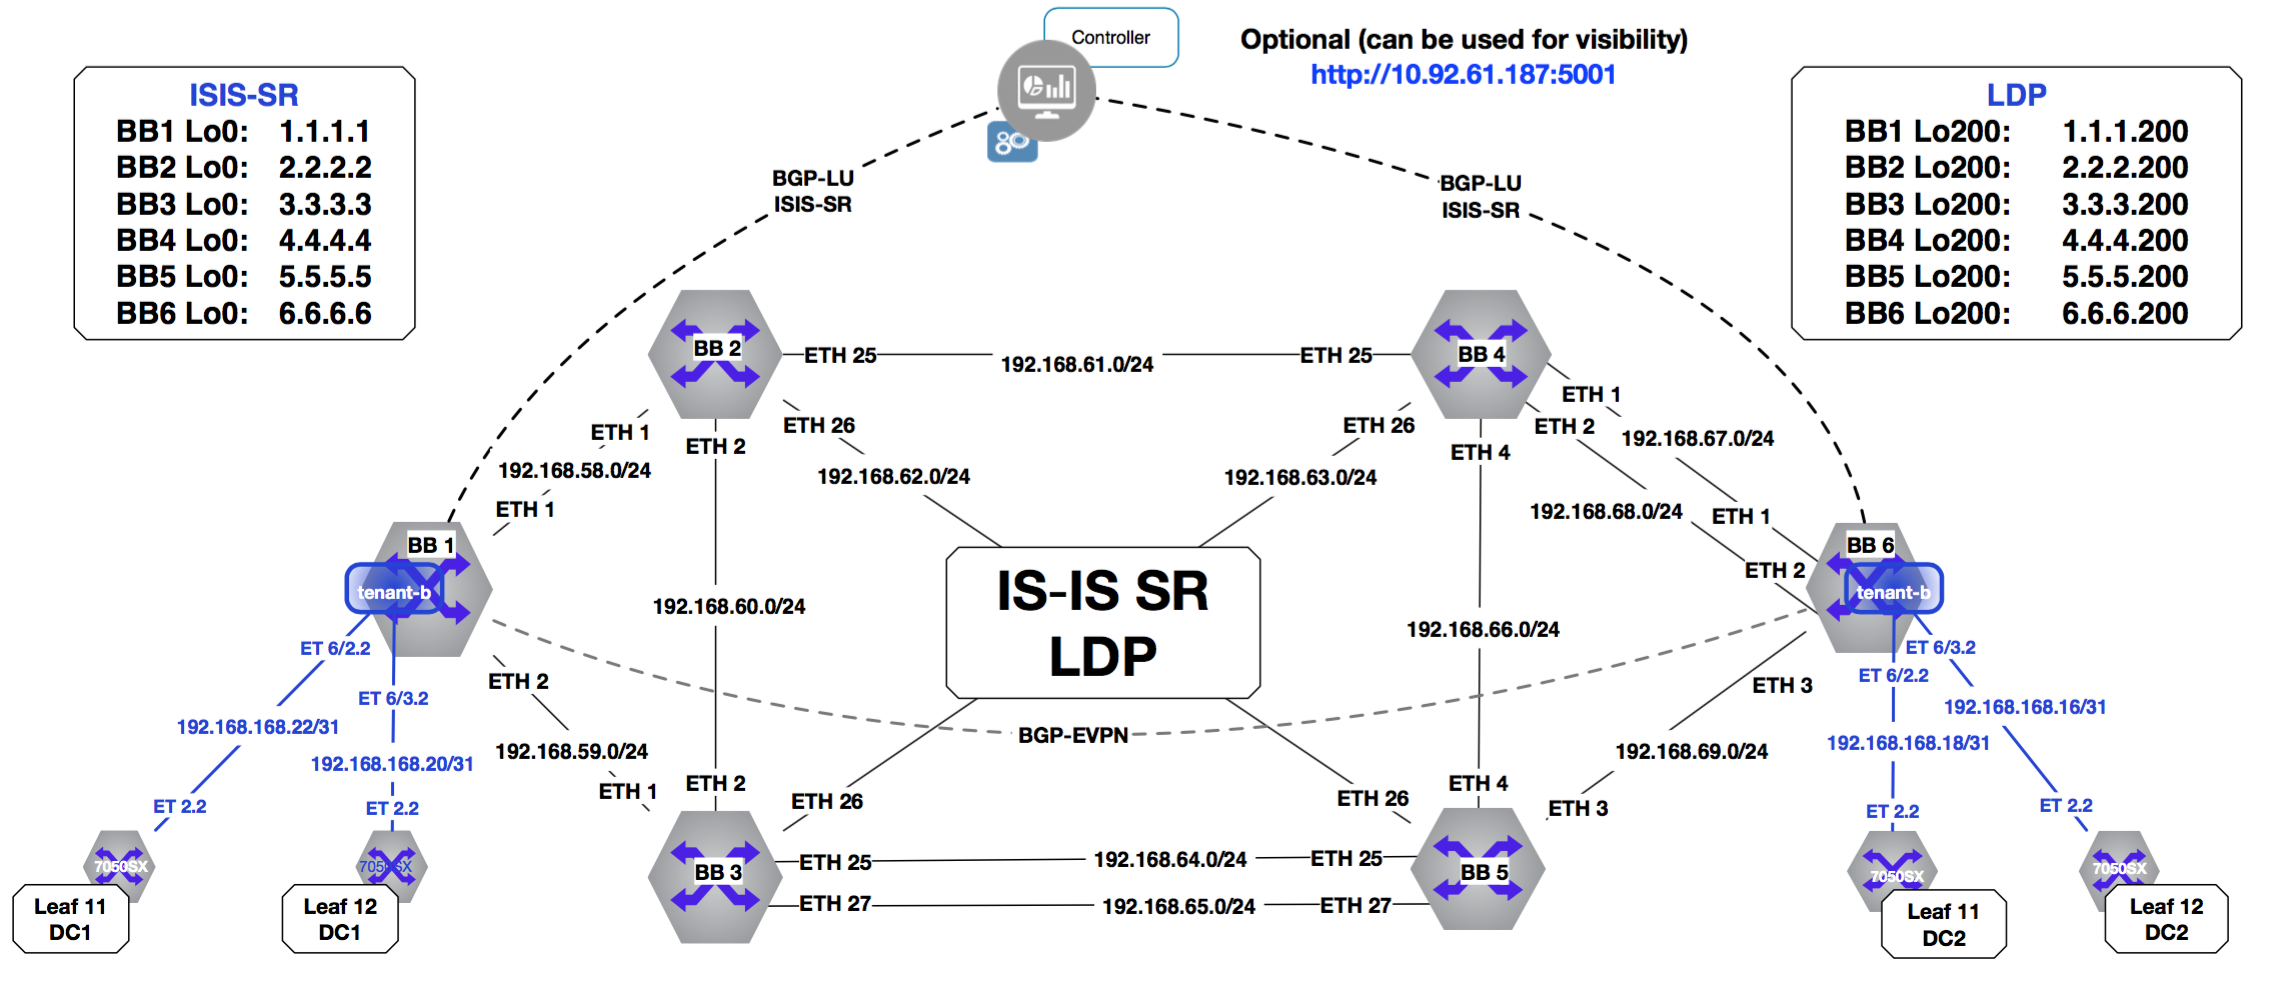 Controller
Optional (can be used for visibility)
http://10.92.61.187:5001
ISIS-SR
BB1 Lo0: 1.1.1.1
BB2 Lo0: 2.2.2.2
BB3 Lo0: 3.3.3.3
BB4 Lo0: 4.4.4.4
BB5 Lo0: 5.5.5.5
BB6 Lo0: 6.6.6.6
LDP
BB1 Lo200: 1.1.1.200
BB2 Lo200: 2.2.2.200
BB3 Lo200: 3.3.3.200
BB4 Lo200: 4.4.4.200
BB5 Lo200: 5.5.5.200
BB6 Lo200: 6.6.6.200
BGP-LU
ISIS-SR
BGP-LU
ISIS-SR
BB 2
ETH 25
192.168.61.0/24
ETH 25
BB 4
ETH 1
ETH 26
ETH 2
ETH 26
ETH 4
ETH 1
ETH 2
192.168.58.0/24
ETH 1
192.168.62.0/24
192.168.63.0/24
192.168.67.0/24
192.168.68.0/24
ETH 1
ETH 2
BB 1
tenant-b
BB 6
tenant-b
IS-IS SR
LDP
192.168.60.0/24
192.168.66.0/24
ET 6/2.2
ET 6/3.2
192.168.168.22/31
192.168.168.20/31
ET 2.2
ET 2.2
ETH 2
192.168.59.0/24
ETH 1
BGP-EVPN
ETH 2
ETH 26
ETH 26
ETH 4
ETH 3
192.168.69.0/24
ETH 3
ET 6/3.2
ET 6/2.2
192.168.168.16/31
192.168.168.18/31
ET 2.2
ET 2.2
BB 3
ETH 25
192.168.64.0/24
ETH 25
BB 5
ETH 27
192.168.65.0/24
ETH 27
7050SX
Leaf 11
DC1
7050SX
Leaf 12
DC1
7050SX
Leaf 11
DC2
7050SX
Leaf 12
DC2